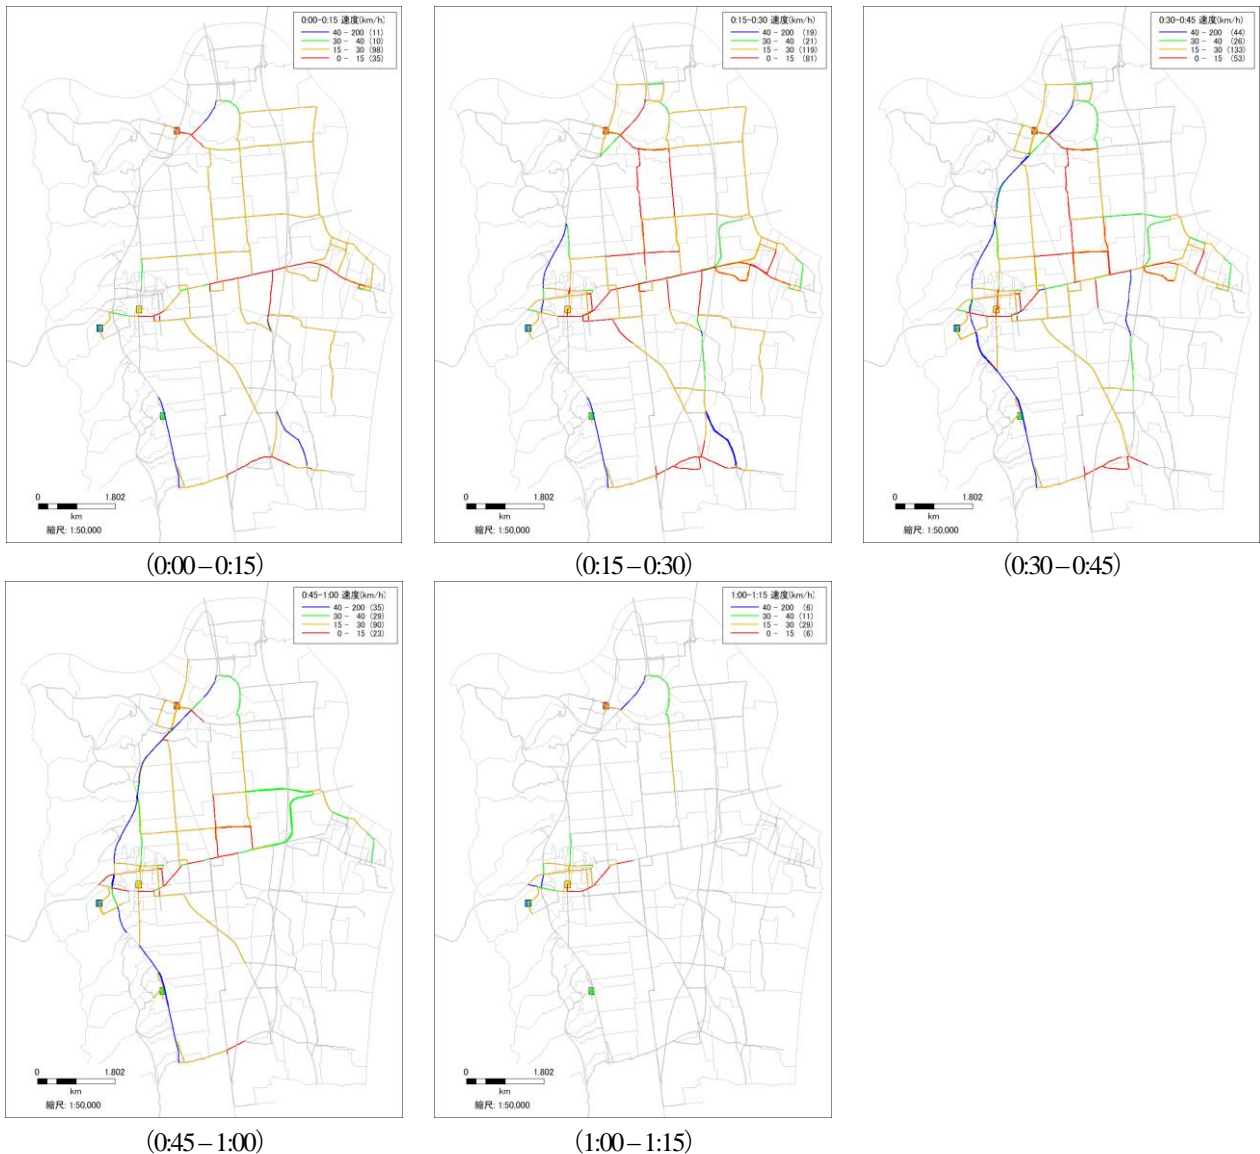 0:00-0:15 速度(km/h)
40 - 200 (11)
30 - 40 (10)
15 - 30 (98)
0 - 15 (35)
0 1.802
km
縮尺: 1:50,000
(0:00–0:15)
0:15-0:30 速度(km/h)
40 - 200 (19)
30 - 40 (21)
15 - 30 (119)
0 - 15 (81)
0 1.802
km
縮尺: 1:50,000
(0:15–0:30)
0:30-0:45 速度(km/h)
40 - 200 (44)
30 - 40 (26)
15 - 30 (133)
0 - 15 (53)
0 1.802
km
縮尺: 1:50,000
(0:30–0:45)
0:45-1:00 速度(km/h)
40 - 200 (35)
30 - 40 (29)
15 - 30 (90)
0 - 15 (23)
0 1.802
km
縮尺: 1:50,000
(0:45–1:00)
1:00-1:15 速度(km/h)
40 - 200 (6)
30 - 40 (11)
15 - 30 (29)
0 - 15 (6)
0 1.802
km
縮尺: 1:50,000
(1:00–1:15)